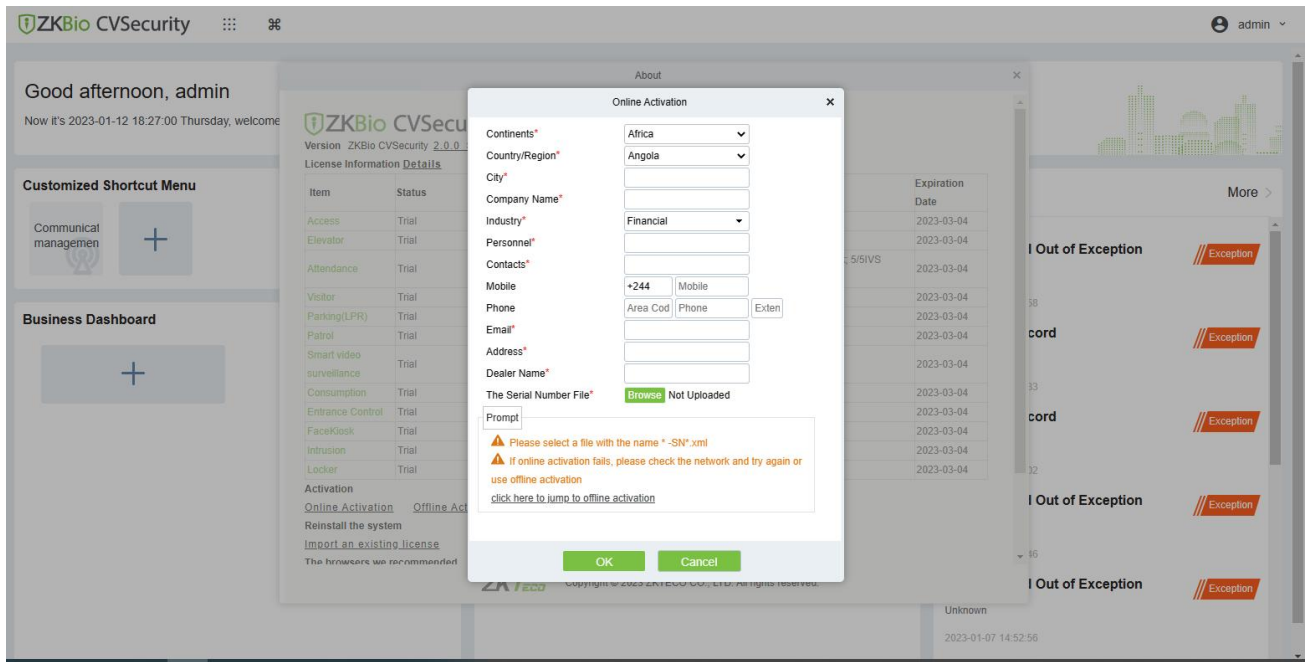 ZKBio CVSecurity
admin
Good afternoon, admin
Now it's 2023-01-12 18:27:00 Thursday, welcome
Customized Shortcut Menu
Communical
managemen
Business Dashboard
About
ZKBio CVSecu
Version ZKBio CVSecurity 2.0.0
License Information Details
Item Status Expiration
Date
Access Trial 2023-03-04
Elevator Trial 2023-03-04
Attendance Trial ; 5/5IVS 2023-03-04
Visitor Trial 2023-03-04
Parking(LPR) Trial 2023-03-04
Patrol Trial 2023-03-04
Smart video
surveillance Trial 2023-03-04
Consumption Trial 2023-03-04
Entrance Control Trial 2023-03-04
FaceKiosk Trial 2023-03-04
Intrusion Trial 2023-03-04
Locker Trial 2023-03-04
Activation
Online Activation Offline Act
Reinstall the system
Import an existing license
The browsers we recommended
Copyright © 2023 ZKTECO CO., LTD. All rights reserved.
Online Activation
Continents* Africa
Country/Region* Angola
City*
Company Name*
Industry* Financial
Personnel*
Contacts*
Mobile +244 Mobile
Phone Area Cod Phone Exten
Email*
Address*
Dealer Name*
The Serial Number File* Browse Not Uploaded
Prompt
Please select a file with the name * -SN*.xml
If online activation fails, please check the network and try again or
use offline activation
click here to jump to offline activation
OK Cancel
More
l Out of Exception Exception
58
cord Exception
33
cord Exception
02
l Out of Exception Exception
46
l Out of Exception Exception
Unknown
2023-01-07 14:52:56